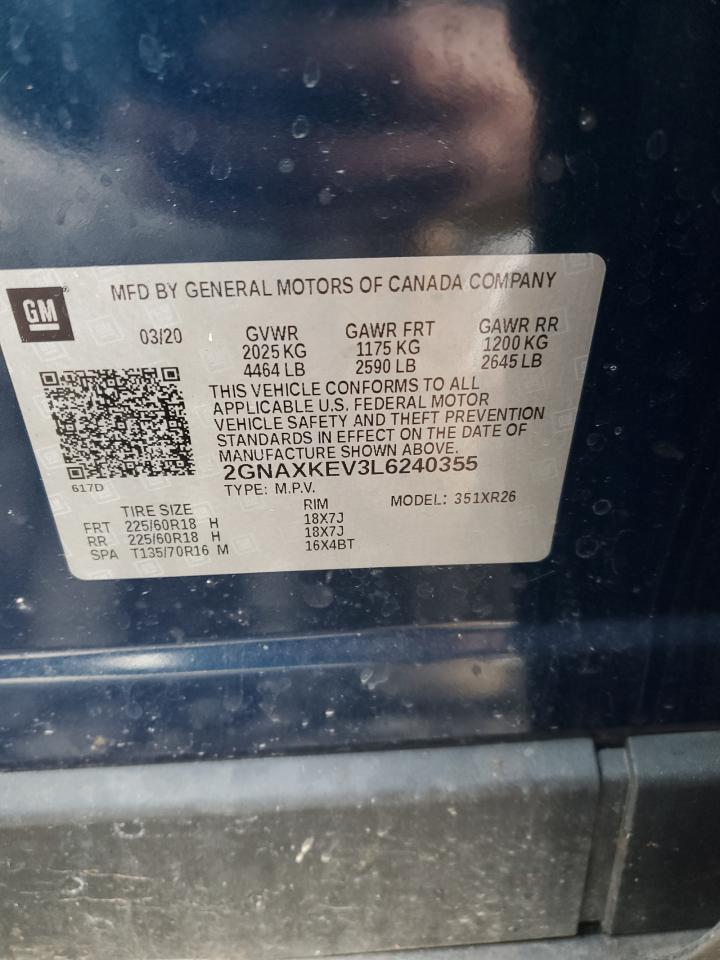 GM
MFD BY GENERAL MOTORS OF CANADA COMPANY
03/20 GVWR GAWR FRT GAWR RR
2025 KG 1175 KG 1200 KG
4464 LB 2590 LB 2645 LB
THIS VEHICLE CONFORMS TO ALL
APPLICABLE U.S. FEDERAL MOTOR
VEHICLE SAFETY AND THEFT PREVENTION
STANDARDS IN EFFECT ON THE DATE OF
MANUFACTURE SHOWN ABOVE.
2GNAXKEV3L6240355
617D
TYPE: M.P.V. MODEL: 351XR26
TIRE SIZE RIM
FRT 225/60R18 H 18X7J
RR 225/60R18 H 18X7J
SPA T135/70R16 M 16X4BT